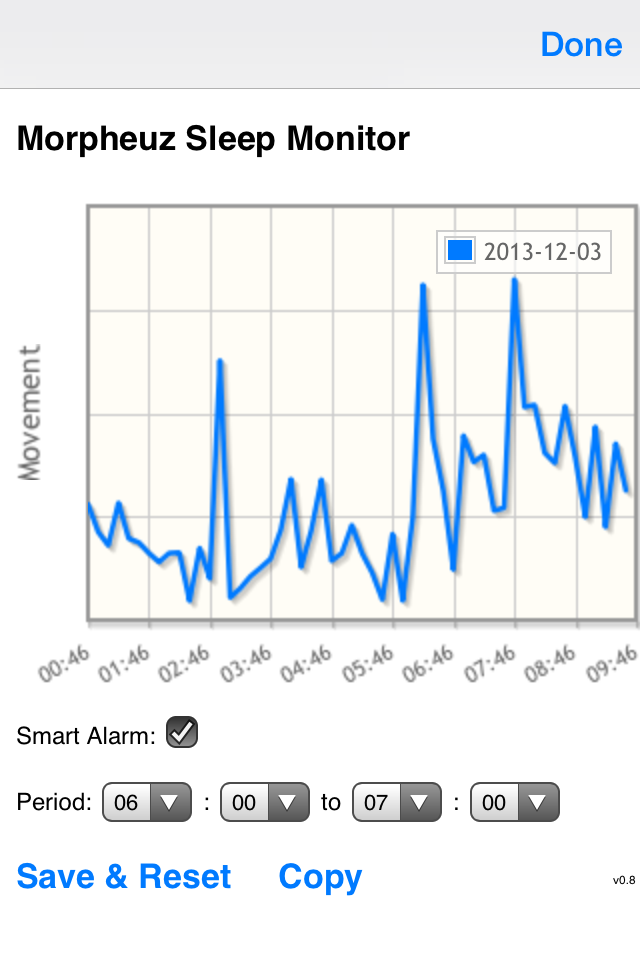 Done
Morpheuz Sleep Monitor
2013-12-03
Movement
00:46 01:46 02:46 03:46 04:46 05:46 06:46 07:46 08:46 09:46
Smart Alarm:
Period: 06 : 00 to 07 : 00
Save & Reset Copy v0.8